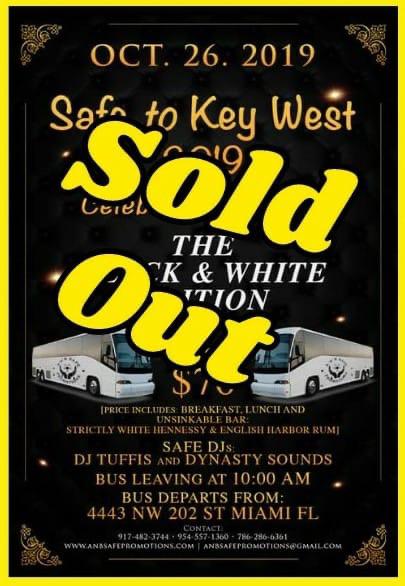 OCT. 26. 2019
Safe to Key West
2019
Sold
THE
& WHITE
Out
[PRICE INCLUDES: BREAKFAST, LUNCH AND
UNSINKABLE BAR:
STRICTLY WHITE HENNESSY & ENGLISH HARBOR RUM]
SAFE DJs:
DJ TUFFIS AND DYNASTY SOUNDS
BUS LEAVING AT 10:00 AM
BUS DEPARTS FROM:
4443 NW 202 ST MIAMI FL
CONTACT:
917-482-3744 · 954-557-1360 · 786-286-6361
WWW.ANBSAFEPROMOTIONS.COM | ANBSAFEPROMOTIONS@GMAIL.COM